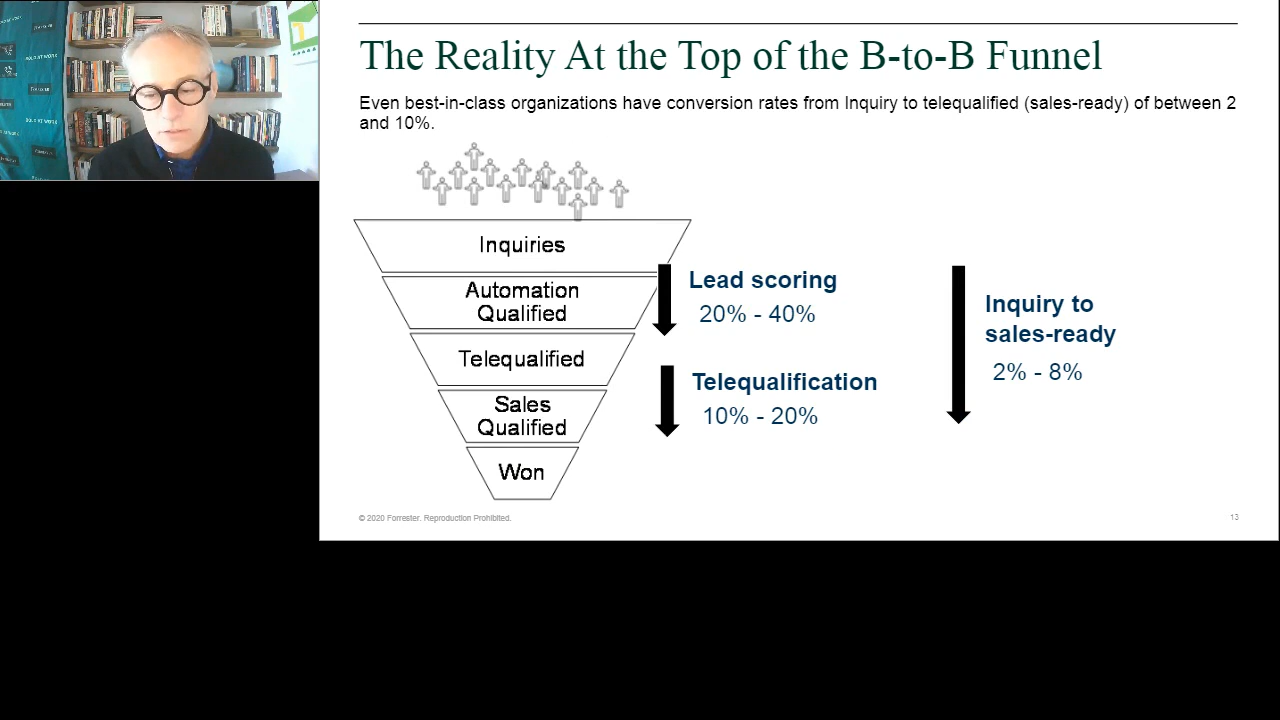 The Reality At the Top of the B-to-B Funnel
Even best-in-class organizations have conversion rates from Inquiry to telequalified (sales-ready) of between 2
and 10%.
Inquiries
Automation
Qualified
Telequalified
Sales
Qualified
Won
Lead scoring
20% - 40%
Telequalification
10% - 20%
Inquiry to
sales-ready
2% - 8%
© 2020 Forrester. Reproduction Prohibited.
13